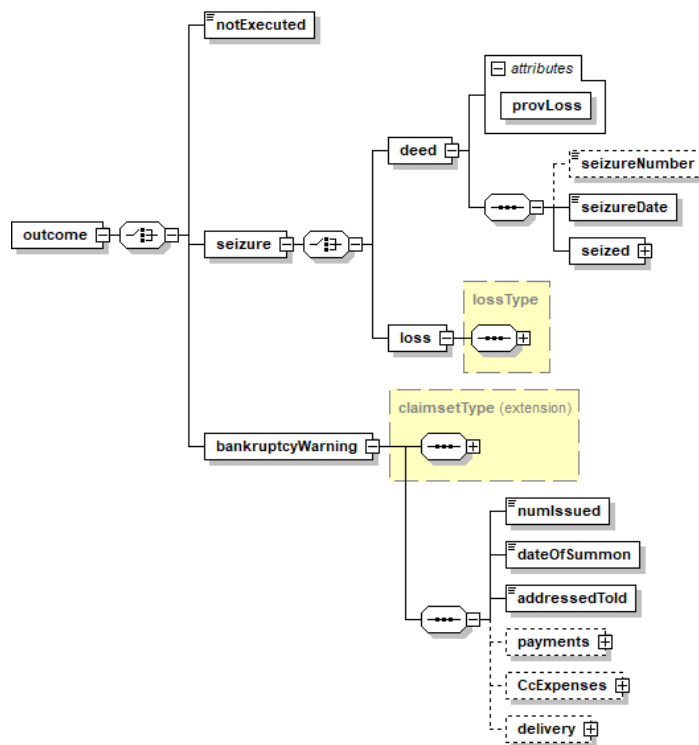 notExecuted
attributes
provLoss
deed
seizureNumber
seizureDate
outcome
seizure
seized
lossType
loss
claimsetType (extension)
bankruptcyWarning
numIssued
dateOfSummon
addressedToId
payments
CcExpenses
delivery